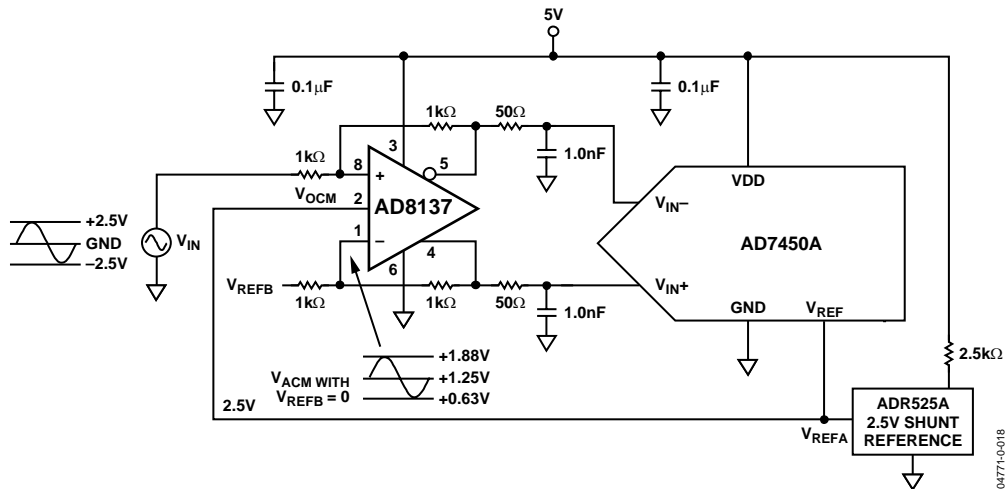 5V
0.1µF
0.1µF
1kΩ
50Ω
1.0nF
1kΩ
3
8
5
+
VOCM
2
AD8137
VDD
VIN−
AD7450A
+2.5V
GND
−2.5V
VIN
1
−
4
6
VREFB
1kΩ
1kΩ
50Ω
1.0nF
VIN+
GND
VREF
2.5kΩ
VACM WITH
VREFB = 0
+1.88V
+1.25V
+0.63V
2.5V
VREFA
ADR525A
2.5V SHUNT
REFERENCE
04771-0-018